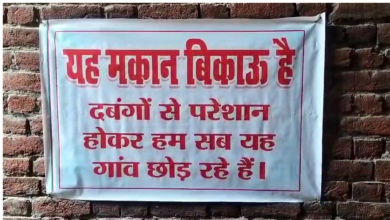 यह मकान बिकाऊ है
दबंगों से परेशान
होकर हम सब यह
गांव छोड़ रहे हैं।